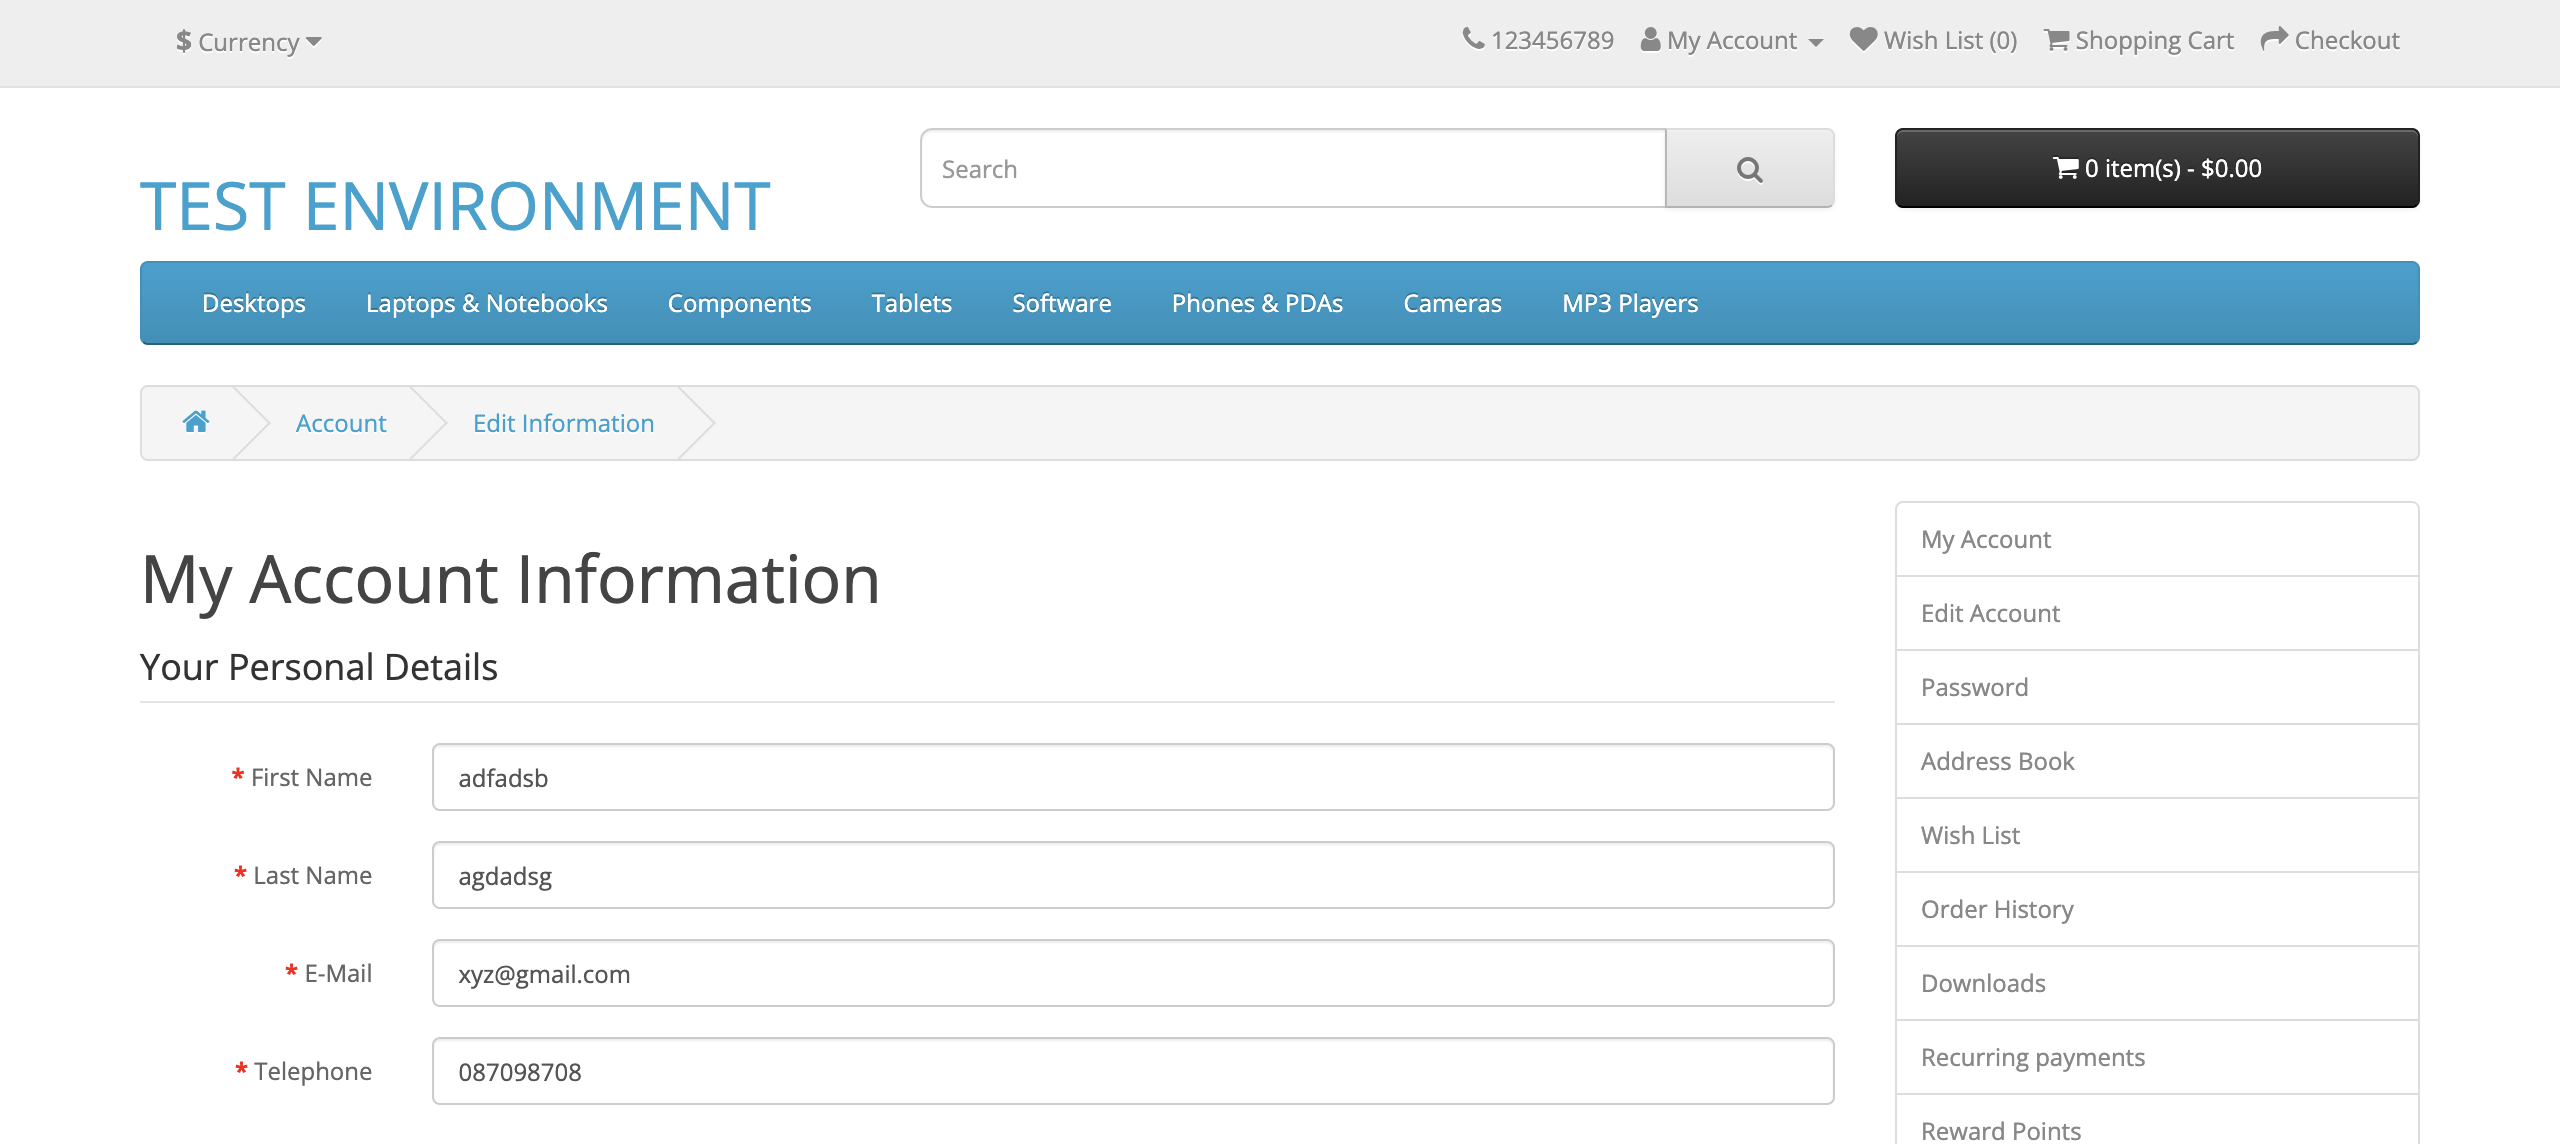 $ Currency
123456789 My Account Wish List (0) Shopping Cart Checkout
TEST ENVIRONMENT
Search
0 item(s) - $0.00
Desktops Laptops & Notebooks Components Tablets Software Phones & PDAs Cameras MP3 Players
Account Edit Information
My Account Information
Your Personal Details
* First Name adfadsb
* Last Name agdadsg
* E-Mail xyz@gmail.com
* Telephone 087098708
My Account
Edit Account
Password
Address Book
Wish List
Order History
Downloads
Recurring payments
Reward Points